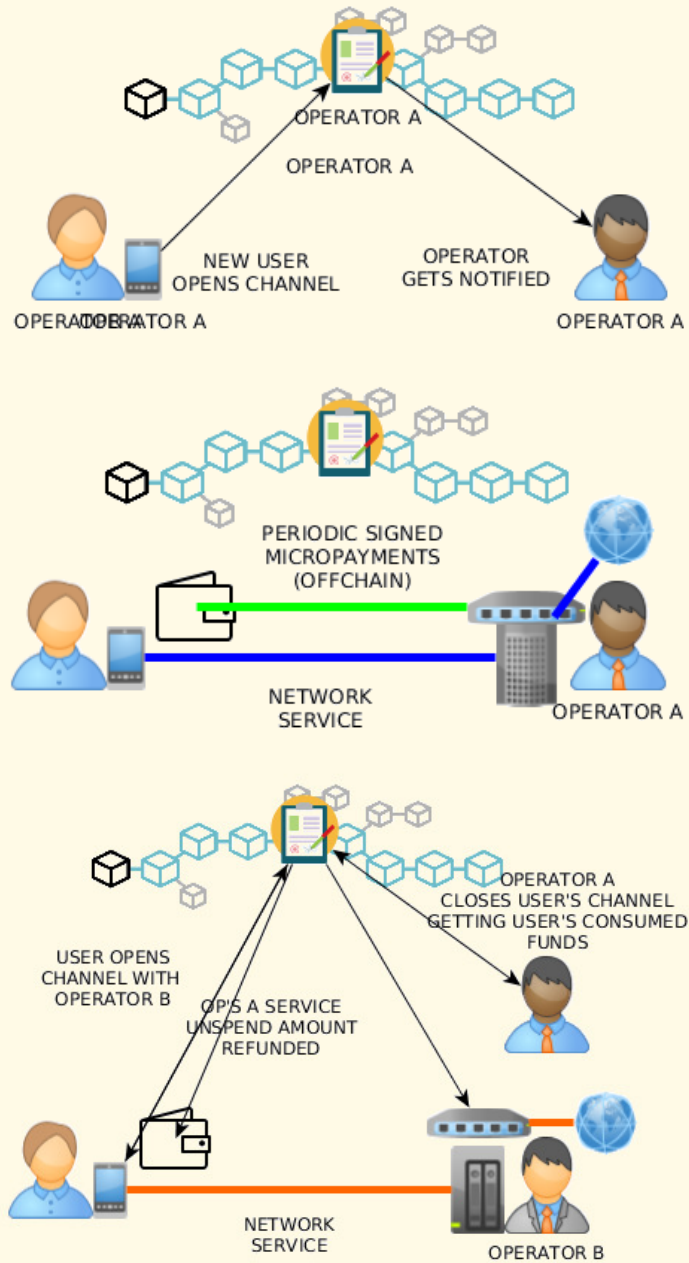 OPERATOR A
OPERATOR A
NEW USER
OPENS CHANNEL
OPERATOR
GETS NOTIFIED
OPERATOR A
OPERATOR A
OPERATOR A
PERIODIC SIGNED
MICROPAYMENTS
(OFFCHAIN)
NETWORK
SERVICE
OPERATOR A
OPERATOR A
CLOSES USER'S CHANNEL
GETTING USER'S CONSUMED
FUNDS
USER OPENS
CHANNEL WITH
OPERATOR B
OP'S A SERVICE
UNSPEND AMOUNT
REFUNDED
NETWORK
SERVICE
OPERATOR B